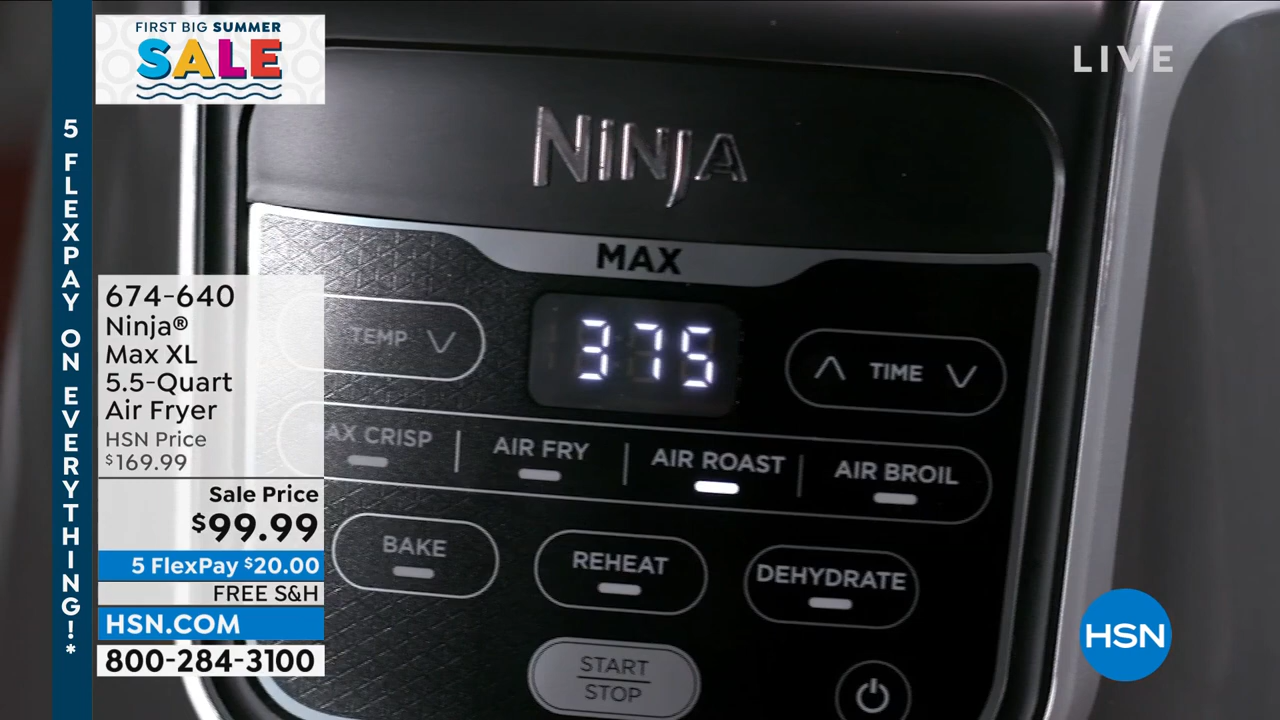 FIRST BIG SUMMER
SALE
LIVE
5 FLEXPAY ON EVERYTHING!*
NINJA
MAX
TEMP
375
TIME
MAX CRISP
AIR FRY
AIR ROAST
AIR BROIL
BAKE
REHEAT
DEHYDRATE
START
STOP
674-640
Ninja®
Max XL
5.5-Quart
Air Fryer
HSN Price
$169.99
Sale Price
$99.99
5 FlexPay $20.00
FREE S&H
HSN.COM
800-284-3100
HSN